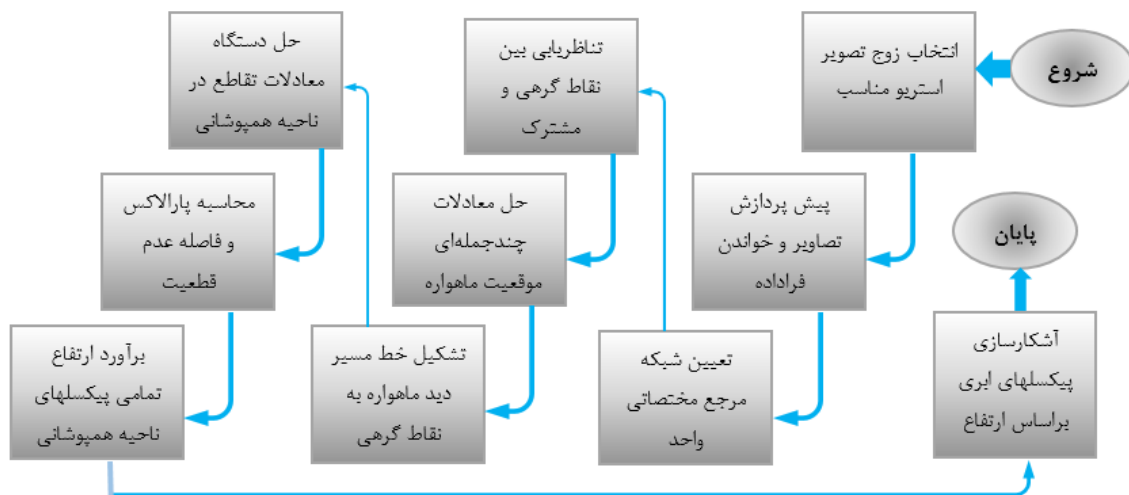 شروع
انتخاب زوج تصویر
استریو مناسب
پیش پردازش
تصاویر و خواندن
فراداده
تعیین شبکه
مرجع مختصاتی
واحد
تناظریابی بین
نقاط گرهی و
مشترک
حل معادلات
چندجمله‌ای
موقعیت ماهواره
تشکیل خط مسیر
دید ماهواره به
نقاط گرهی
حل دستگاه
معادلات تقاطع در
ناحیه همپوشانی
محاسبه پارالاکس
و فاصله عدم
قطعیت
برآورد ارتفاع
تمامی پیکسلهای
ناحیه همپوشانی
آشکارسازی
پیکسلهای ابری
براساس ارتفاع
پایان